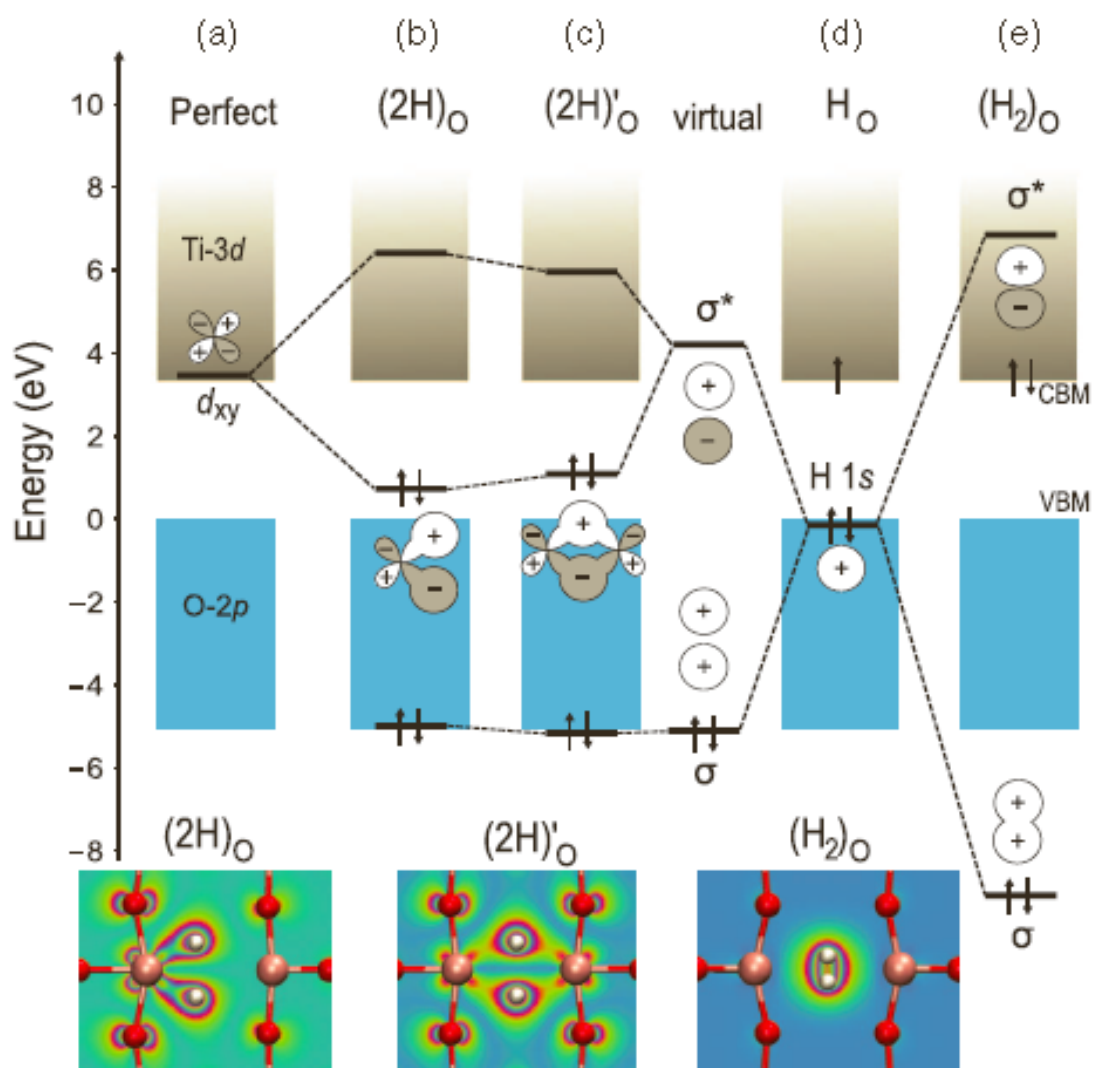 (a) (b) (c) (d) (e)
Perfect (2H)O (2H)'O virtual HO (H2)O
Energy (eV)
10
8
6
4
2
0
−2
−4
−6
−8
σ*
Ti-3d
σ*
+
−
− +
+ −
dxy
CBM
+
−
H 1s
VBM
+
− +
+
−
− + −
+ − +
O-2p
+
+
σ
+
+
σ
(2H)O (2H)'O (H2)O